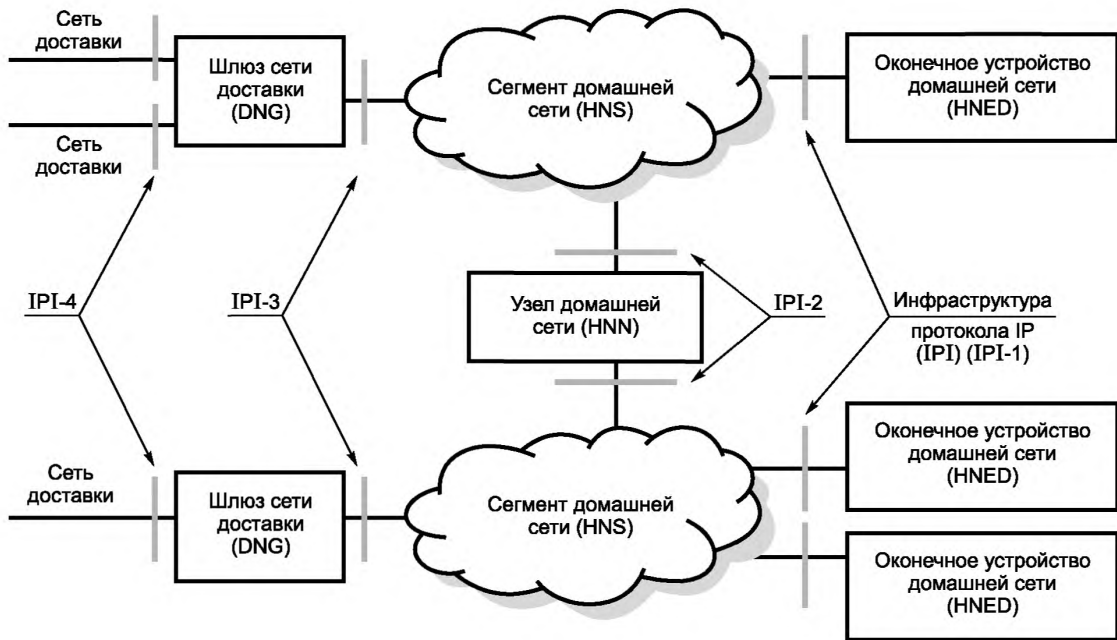 Сеть
доставки
Шлюз сети
доставки
(DNG)
Сеть
доставки
Сегмент домашней
сети (HNS)
Оконечное устройство
домашней сети
(HNED)
IPI-4
IPI-3
Узел домашней
сети (HNN)
IPI-2
Инфраструктура
протокола IP
(IPI) (IPI-1)
Сеть
доставки
Шлюз сети
доставки
(DNG)
Сегмент домашней
сети (HNS)
Оконечное устройство
домашней сети
(HNED)
Оконечное устройство
домашней сети
(HNED)